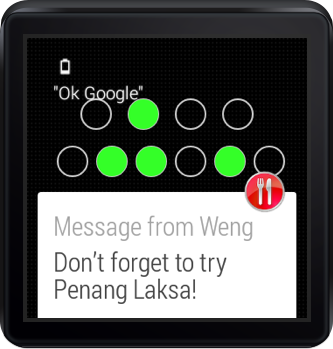 "Ok Google"
Message from Weng
Don't forget to try
Penang Laksa!